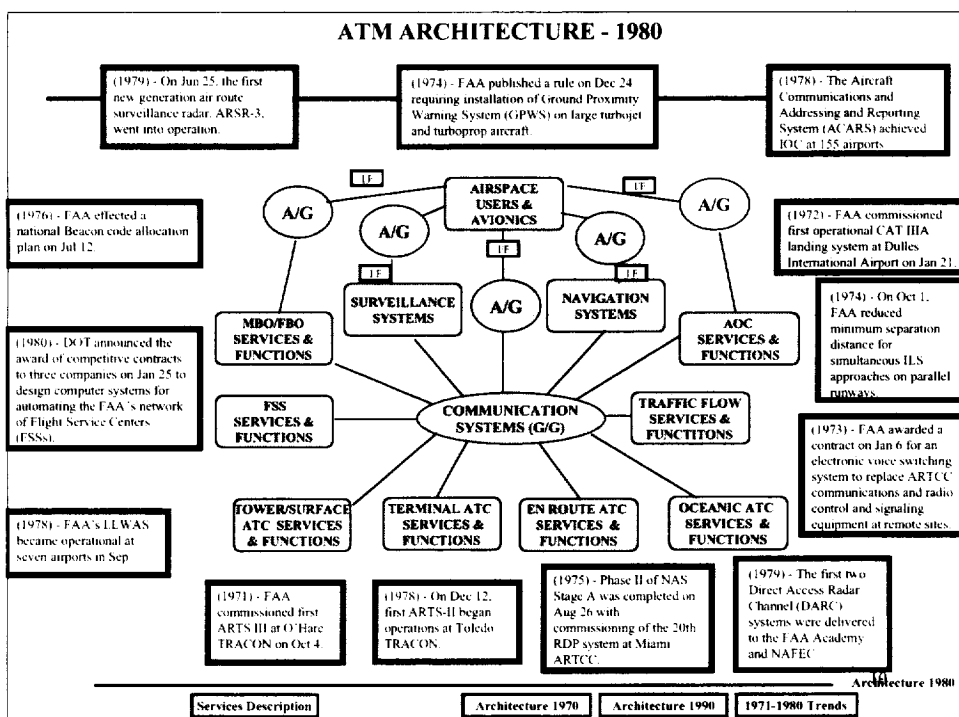 ATM ARCHITECTURE - 1980
(1979) - On Jun 25, the first
new generation air route
surveillance radar, ARSR-3,
went into operation.
(1974) - FAA published a rule on Dec 24
requiring installation of Ground Proximity
Warning System (GPWS) on large turbojet
and turboprop aircraft.
(1978) - The Aircraft
Communications and
Addressing and Reporting
System (ACARS) achieved
IOC at 155 airports
(1976) - FAA effected a
national Beacon code allocation
plan on Jul 12.
A/G
I/F
AIRSPACE
USERS &
AVIONICS
I/F
A/G
A/G
I/F
A/G
(1972) - FAA commissioned
first operational CAT IIIA
landing system at Dulles
International Airport on Jan 21.
I/F
I/F
SURVEILLANCE
SYSTEMS
A/G
NAVIGATION
SYSTEMS
(1974) - On Oct 1,
FAA reduced
minimum separation
distance for
simultaneous ILS
approaches on parallel
runways.
(1980) - DOT announced the
award of competitive contracts
to three companies on Jan 25 to
design computer systems for
automating the FAA's network
of Flight Service Centers
(FSSs).
MBO/FBO
SERVICES &
FUNCTIONS
AOC
SERVICES &
FUNCTIONS
FSS
SERVICES &
FUNCTIONS
COMMUNICATION
SYSTEMS (G/G)
TRAFFIC FLOW
SERVICES &
FUNCTITONS
(1973) - FAA awarded a
contract on Jan 6 for an
electronic voice switching
system to replace ARTCC
communications and radio
control and signaling
equipment at remote sites.
(1978) - FAA's LLWAS
became operational at
seven airports in Sep
TOWER/SURFACE
ATC SERVICES
& FUNCTIONS
TERMINAL ATC
SERVICES &
FUNCTIONS
EN ROUTE ATC
SERVICES &
FUNCTIONS
OCEANIC ATC
SERVICES &
FUNCTIONS
(1971) - FAA
commissioned first
ARTS III at O'Hare
TRACON on Oct 4.
(1978) - On Dec 12,
first ARTS-II began
operations at Toledo
TRACON.
(1975) - Phase II of NAS
Stage A was completed on
Aug 26 with
commissioning of the 20th
RDP system at Miami
ARTCC.
(1979) - The first two
Direct Access Radar
Channel (DARC)
systems were delivered
to the FAA Academy
and NAFEC
Architecture 1980
Services Description
Architecture 1970
Architecture 1990
1971-1980 Trends